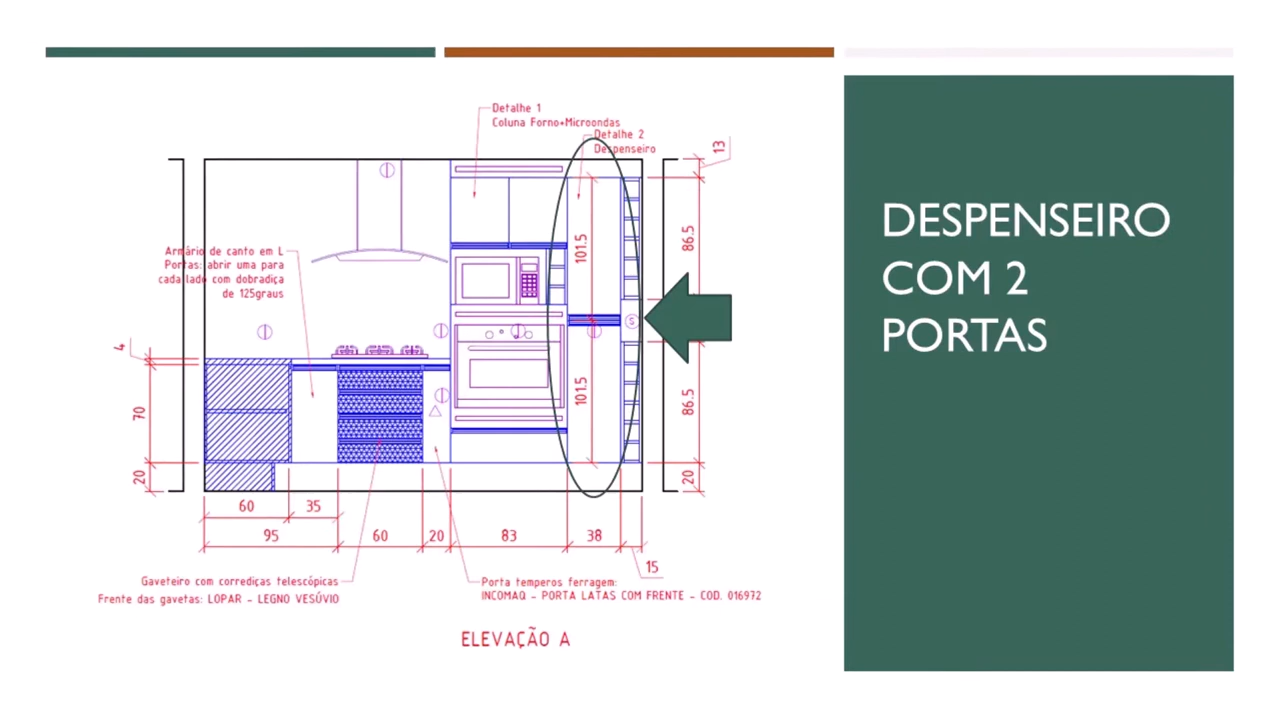 Detalhe 1
Coluna Forno+Microondas
Detalhe 2
Despenseiro
13
Armário de canto em L
Portas: abrir uma para
cada lado com dobradiça
de 125graus
101.5
86.5
S
4
70
101.5
86.5
20
20
60
35
95
60
20
83
38
15
Gaveteiro com corrediças telescópicas
Frente das gavetas: LOPAR - LEGNO VESÚVIO
Porta temperos ferragem:
INCOMAQ - PORTA LATAS COM FRENTE - COD. 016972
ELEVAÇÃO A
DESPENSEIRO
COM 2
PORTAS